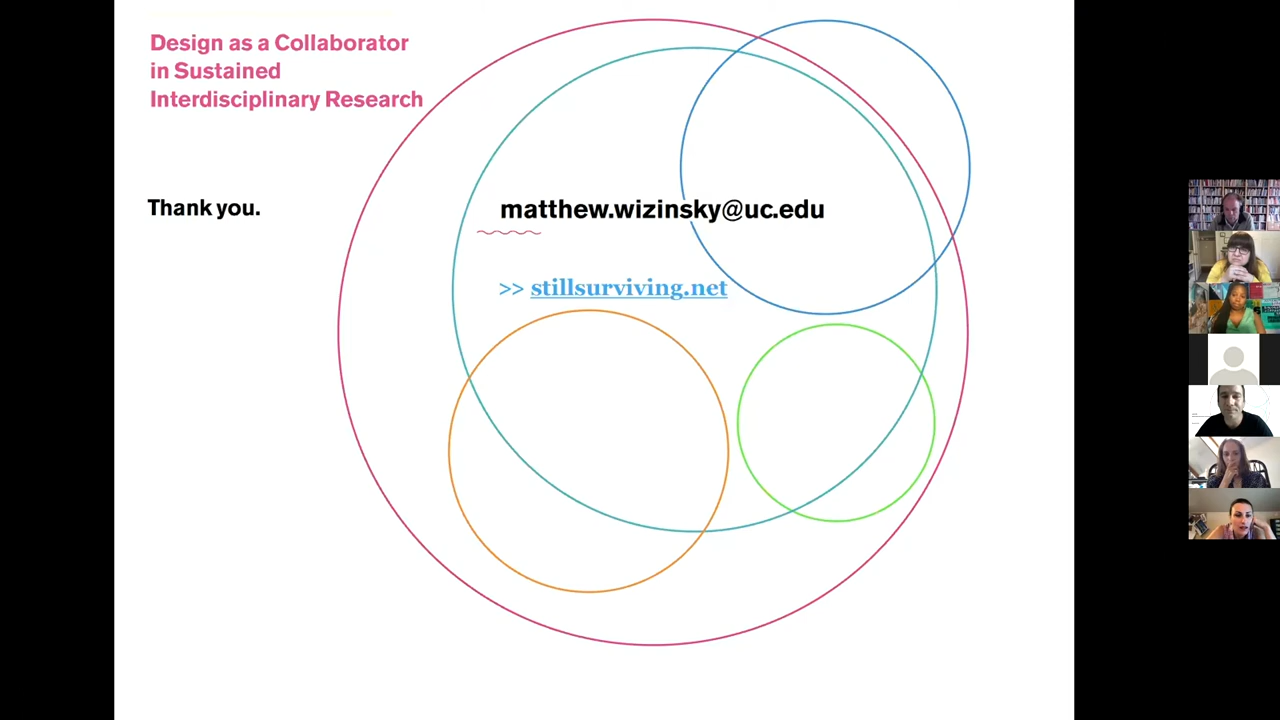 Design as a Collaborator
in Sustained
Interdisciplinary Research
Thank you.
matthew.wizinsky@uc.edu
>> stillsurviving.net